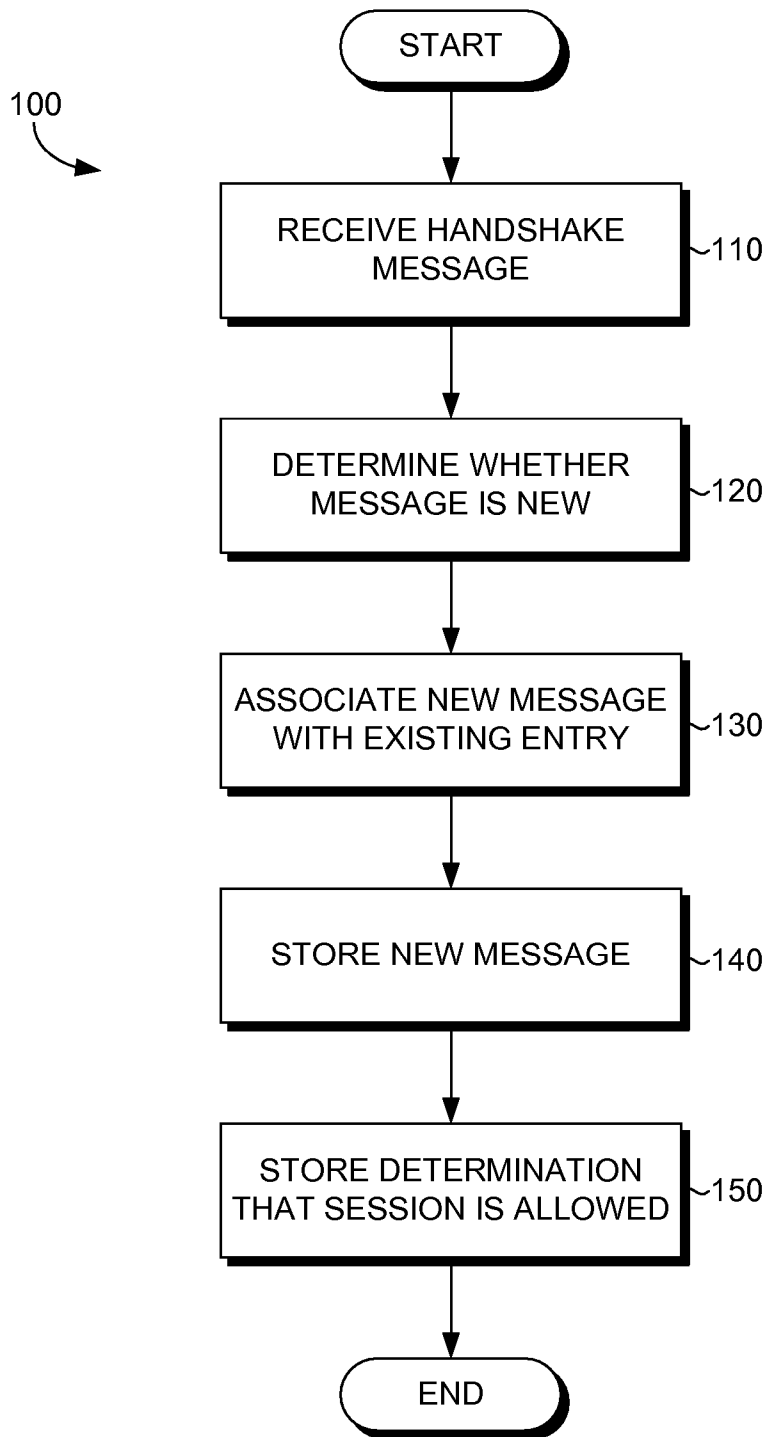 START
100
RECEIVE HANDSHAKE
MESSAGE
110
DETERMINE WHETHER
MESSAGE IS NEW
120
ASSOCIATE NEW MESSAGE
WITH EXISTING ENTRY
130
STORE NEW MESSAGE
140
STORE DETERMINATION
THAT SESSION IS ALLOWED
150
END